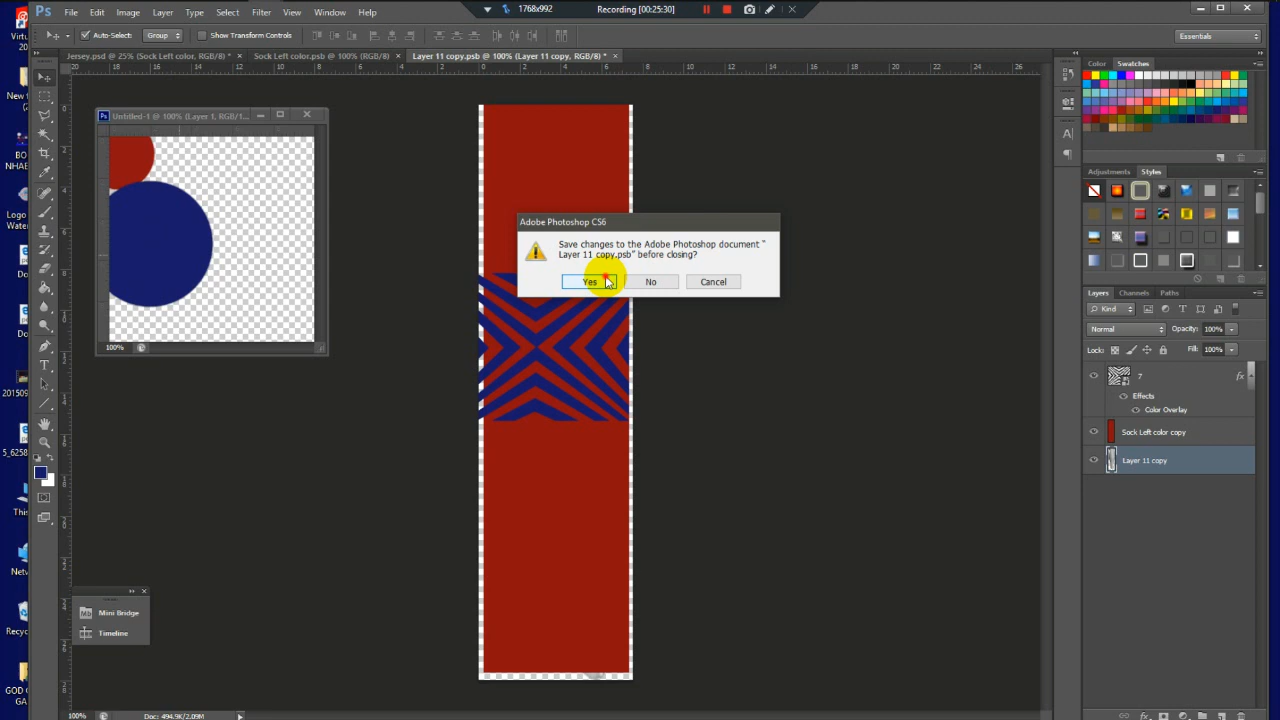 Ps File Edit Image Layer Type Select Filter View Window Help
1768x992 Recording [00:25:30]
Auto-Select: Group Show Transform Controls Essentials
Jersey.psd @ 25% (Sock Left color, RGB/8) * × Sock Left color.psb @ 100% (RGB/8) × Layer 11 copy.psb @ 100% (Layer 11 copy, RGB/8) * ×
Untitled-1 @ 100% (Layer 1, RGB/1...
100%
Adobe Photoshop CS6
Save changes to the Adobe Photoshop document “
Layer 11 copy.psb” before closing?
Yes No Cancel
Color Swatches
Adjustments Styles
Layers Channels Paths
Kind
Normal Opacity: 100%
Lock: Fill: 100%
7 fx
Effects
Color Overlay
Sock Left color copy
Layer 11 copy
Mb Mini Bridge
Timeline
100% Doc: 494.9K/2.09M
Virtu
New
BO
NHAE
Logo
Water
Do
Do
201509
5_6258
This
Netw
Recyc
GOD
GA